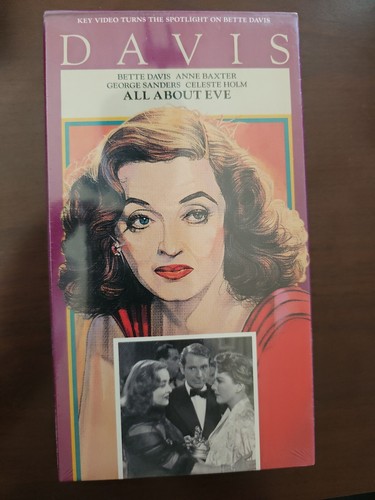 KEY VIDEO TURNS THE SPOTLIGHT ON BETTE DAVIS
DAVIS
BETTE DAVIS ANNE BAXTER
GEORGE SANDERS CELESTE HOLM
ALL ABOUT EVE